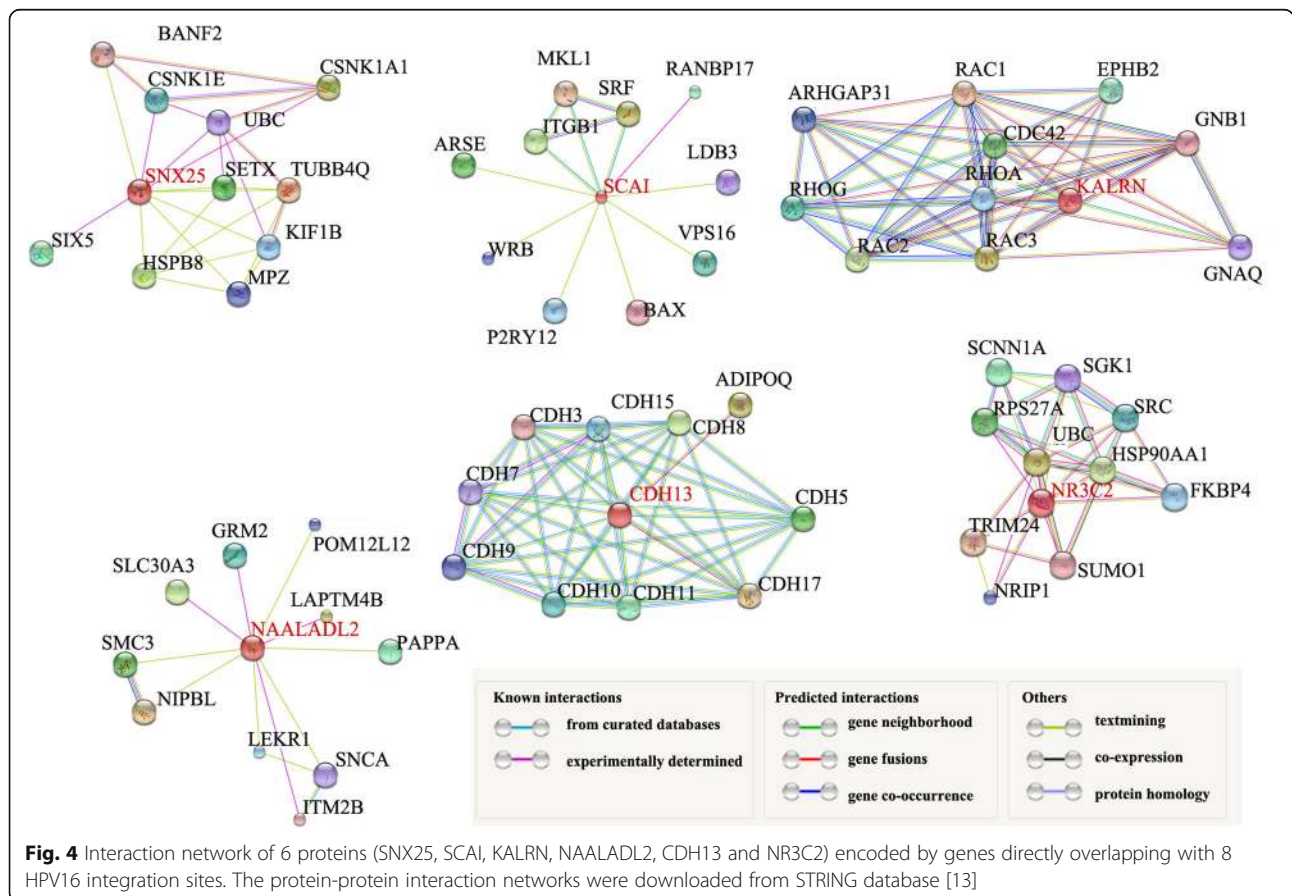 BANF2
CSNK1E
CSNK1A1
UBC
SNX25
SETX
TUBB4Q
KIF1B
SIX5
HSPB8
MPZ
MKL1
RANBP17
SRF
ITGB1
ARSE
LDB3
SCAI
WRB
VPS16
P2RY12
BAX
RAC1
EPHB2
ARHGAP31
CDC42
GNB1
RHOA
KALRN
RHOG
RAC2
RAC3
GNAQ
GRM2
POM12L12
SLC30A3
LAPTM4B
NAALADL2
SMC3
PAPPA
NIPBL
LEKR1
SNCA
ITM2B
ADIPOQ
CDH3
CDH15
CDH8
CDH7
CDH13
CDH5
CDH9
CDH10
CDH11
CDH17
SCNN1A
SGK1
RPS27A
SRC
UBC
HSP90AA1
NR3C2
FKBP4
TRIM24
SUMO1
NRIP1
Known interactions
from curated databases
experimentally determined
Predicted interactions
gene neighborhood
gene fusions
gene co-occurrence
Others
textmining
co-expression
protein homology
Fig. 4 Interaction network of 6 proteins (SNX25, SCAI, KALRN, NAALADL2, CDH13 and NR3C2) encoded by genes directly overlapping with 8
HPV16 integration sites. The protein-protein interaction networks were downloaded from STRING database [13]